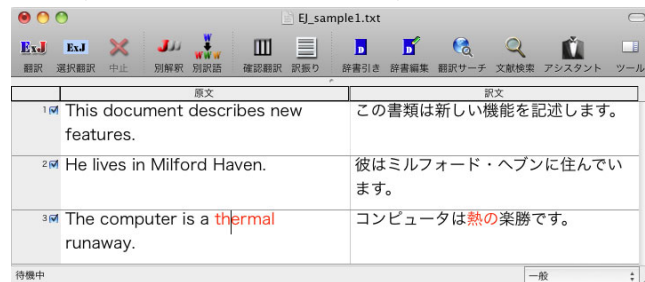 EJ_sample1.txt
ExJ ExJ JJJ W W W D D
翻訳 選択翻訳 中止 別解釈 別訳語 確認翻訳 訳振り 辞書引き 辞書編集 翻訳サーチ 文献検索 アシスタント ツール
原文 訳文
1 This document describes new この書類は新しい機能を記述します。
features.
2 He lives in Milford Haven. 彼はミルフォード・ヘブンに住んでい
ます。
3 The computer is a thermal コンピュータは熱の楽勝です。
runaway.
待機中 一般